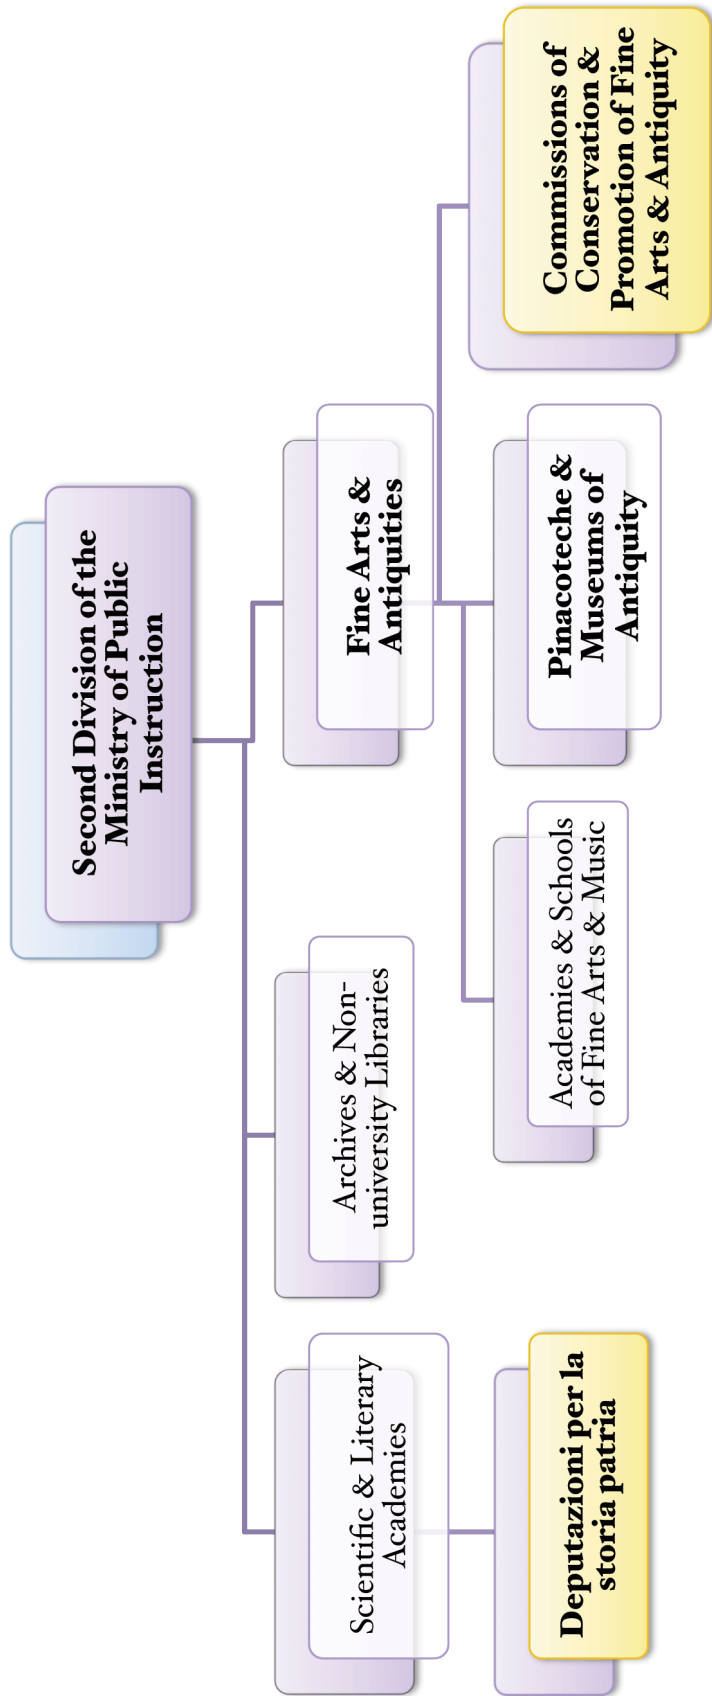 Second Division of the
Ministry of Public
Instruction
Scientific & Literary
Academies
Archives & Non-
university Libraries
Fine Arts &
Antiquities
Deputazioni per la
storia patria
Academies & Schools
of Fine Arts & Music
Pinacoteche &
Museums of
Antiquity
Commissions of
Conservation &
Promotion of Fine
Arts & Antiquity